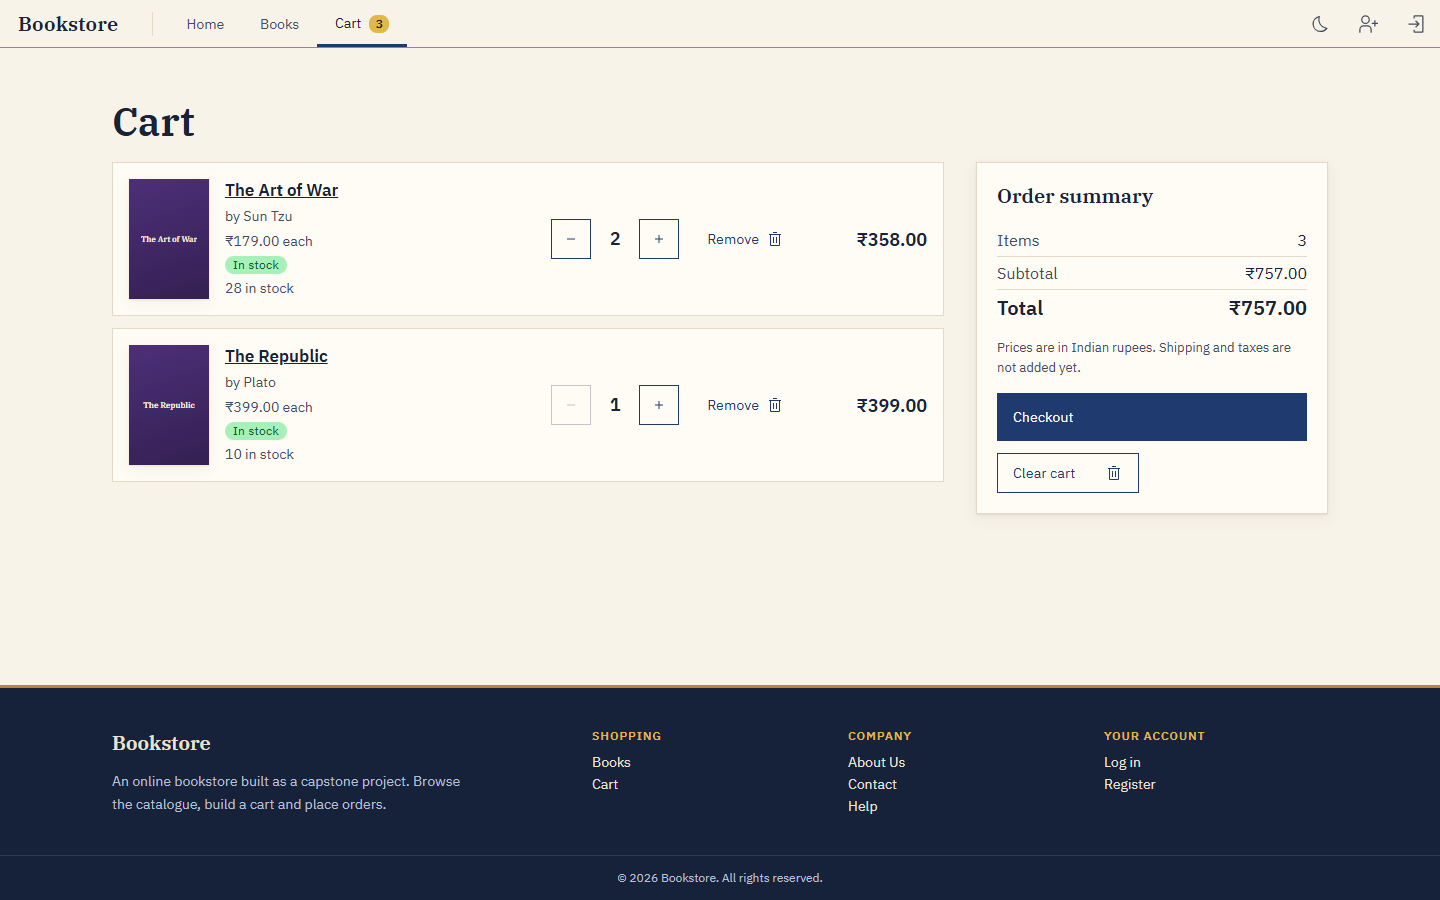 Bookstore
Home
Books
Cart 3
Cart
The Art of War
The Art of War
by Sun Tzu
₹179.00 each
In stock
28 in stock
−
2
+
Remove
₹358.00
The Republic
The Republic
by Plato
₹399.00 each
In stock
10 in stock
−
1
+
Remove
₹399.00
Order summary
Items 3
Subtotal ₹757.00
Total ₹757.00
Prices are in Indian rupees. Shipping and taxes are
not added yet.
Checkout
Clear cart
Bookstore
An online bookstore built as a capstone project. Browse
the catalogue, build a cart and place orders.
SHOPPING
Books
Cart
COMPANY
About Us
Contact
Help
YOUR ACCOUNT
Log in
Register
© 2026 Bookstore. All rights reserved.